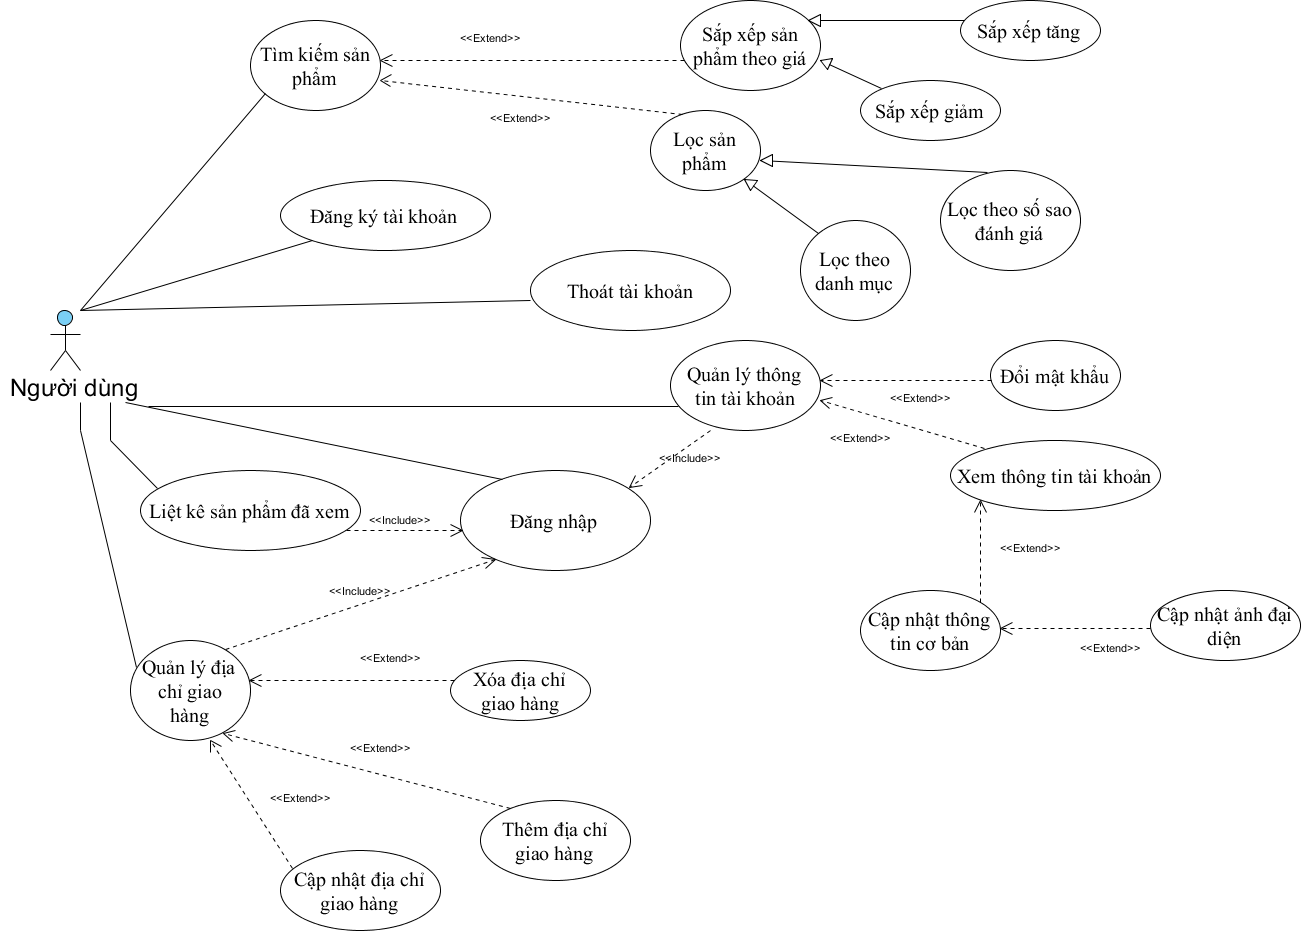 Tìm kiếm sản
phẩm
<<Extend>>
<<Extend>>
Sắp xếp sản
phẩm theo giá
Sắp xếp tăng
Sắp xếp giảm
Lọc sản
phẩm
Lọc theo số sao
đánh giá
Lọc theo
danh mục
Đăng ký tài khoản
Thoát tài khoản
Người dùng
Quản lý thông
tin tài khoản
Đổi mật khẩu
<<Extend>>
<<Extend>>
<<Include>>
Xem thông tin tài khoản
Liệt kê sản phẩm đã xem
<<Include>>
Đăng nhập
<<Extend>>
<<Include>>
Cập nhật thông
tin cơ bản
Cập nhật ảnh đại
diện
<<Extend>>
Quản lý địa
chỉ giao
hàng
<<Extend>>
Xóa địa chỉ
giao hàng
<<Extend>>
<<Extend>>
Thêm địa chỉ
giao hàng
Cập nhật địa chỉ
giao hàng